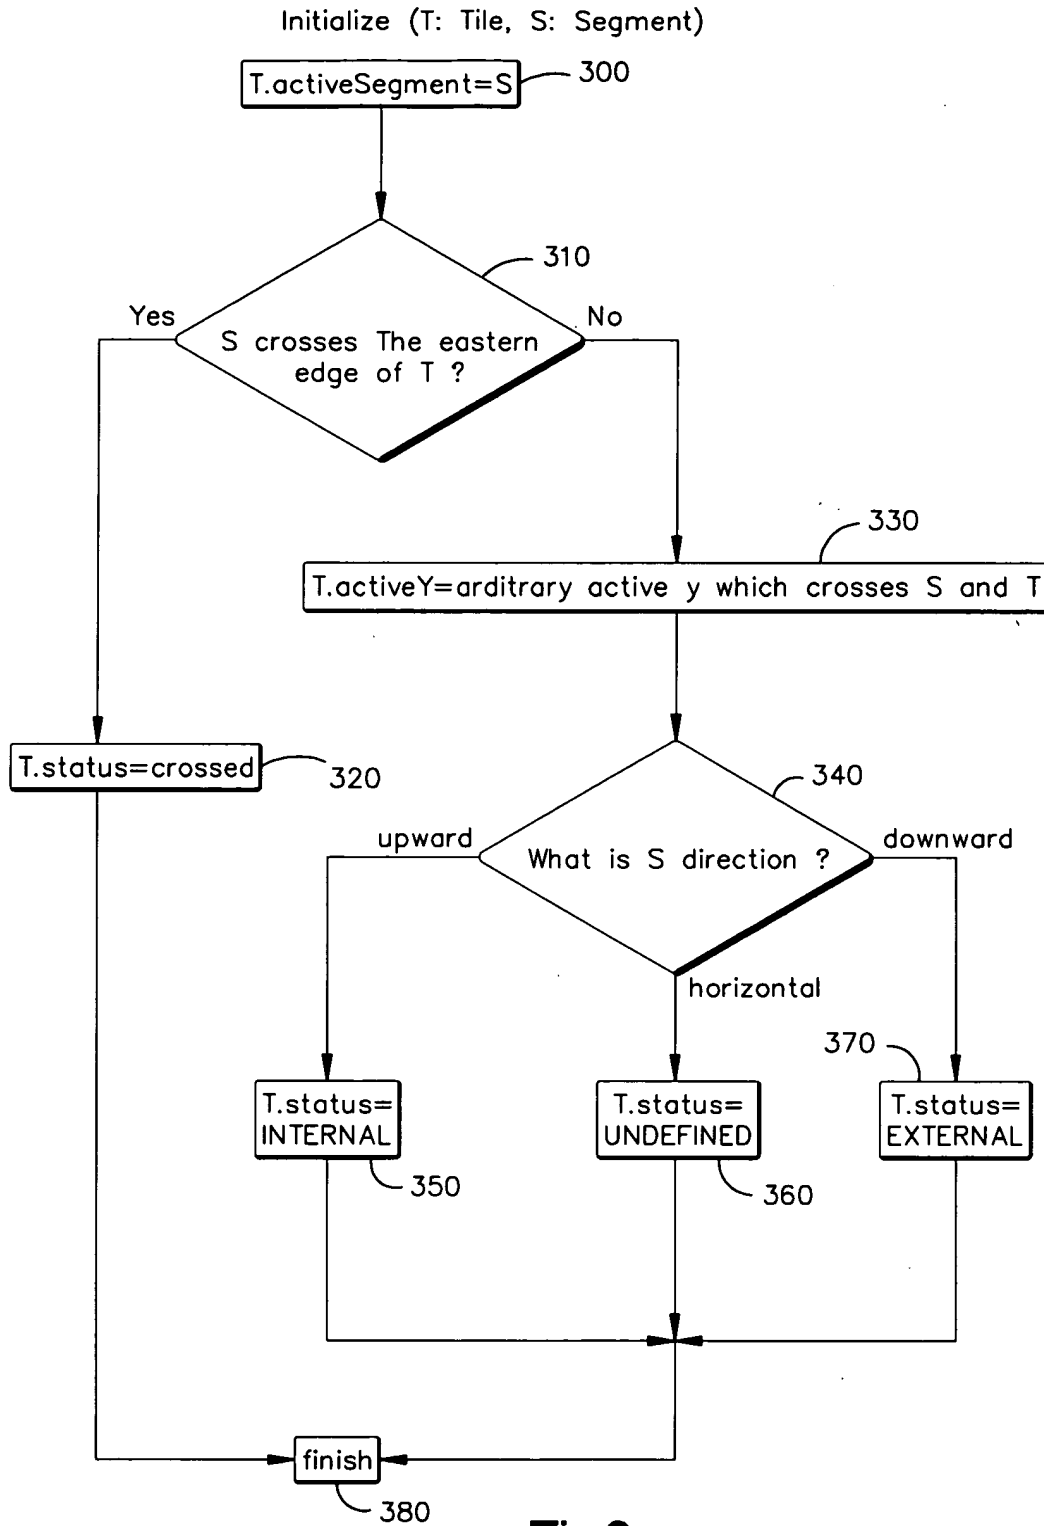 Initialize (T: Tile, S: Segment)
T.activeSegment=S
300
310
Yes
No
S crosses The eastern
edge of T ?
330
T.activeY=arditrary active y which crosses S and T
T.status=crossed
320
340
upward
downward
What is S direction ?
horizontal
370
T.status=
INTERNAL
T.status=
UNDEFINED
T.status=
EXTERNAL
350
360
finish
380